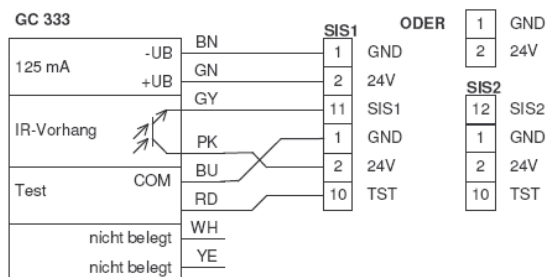 GC 333
SIS1
ODER
1 GND
2 24V
125 mA
-UB BN
+UB GN
1 GND
2 24V
SIS2
IR-Vorhang
GY
PK
11 SIS1
1 GND
2 24V
12 SIS2
1 GND
2 24V
Test
COM BU
RD
10 TST
10 TST
nicht belegt WH
nicht belegt YE